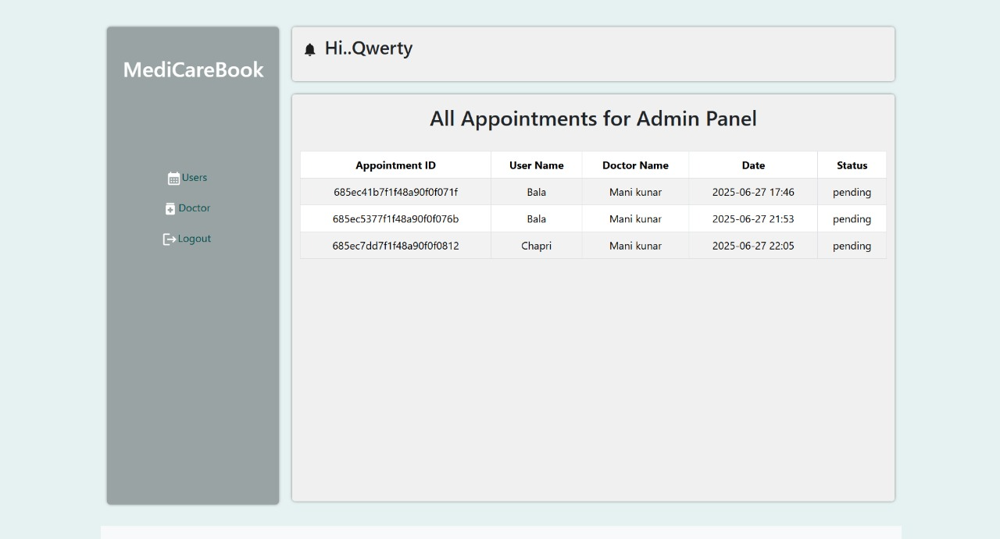 MediCareBook
Users
Doctor
Logout
Hi..Qwerty
All Appointments for Admin Panel
Appointment ID User Name Doctor Name Date Status
685ec41b7f1f48a90f0f071f Bala Mani kunar 2025-06-27 17:46 pending
685ec5377f1f48a90f0f076b Bala Mani kunar 2025-06-27 21:53 pending
685ec7dd7f1f48a90f0f0812 Chapri Mani kunar 2025-06-27 22:05 pending